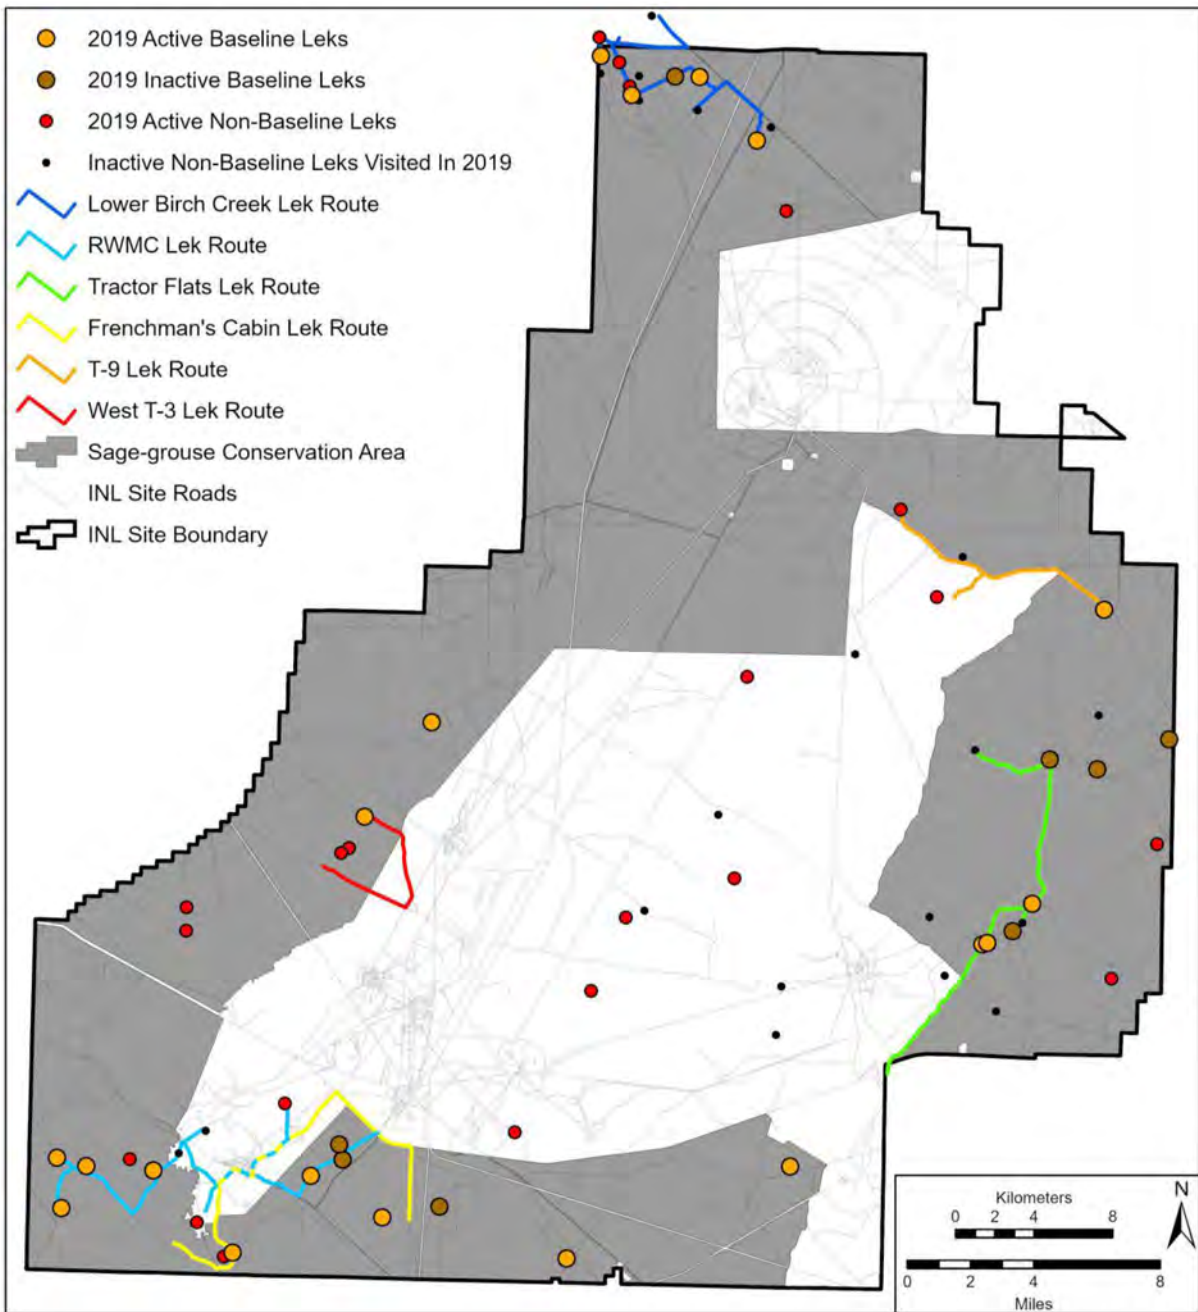 2019 Active Baseline Leks
2019 Inactive Baseline Leks
2019 Active Non-Baseline Leks
Inactive Non-Baseline Leks Visited In 2019
Lower Birch Creek Lek Route
RWMC Lek Route
Tractor Flats Lek Route
Frenchman's Cabin Lek Route
T-9 Lek Route
West T-3 Lek Route
Sage-grouse Conservation Area
INL Site Roads
INL Site Boundary
Kilometers
0 2 4 8
N
0 2 4 8
Miles